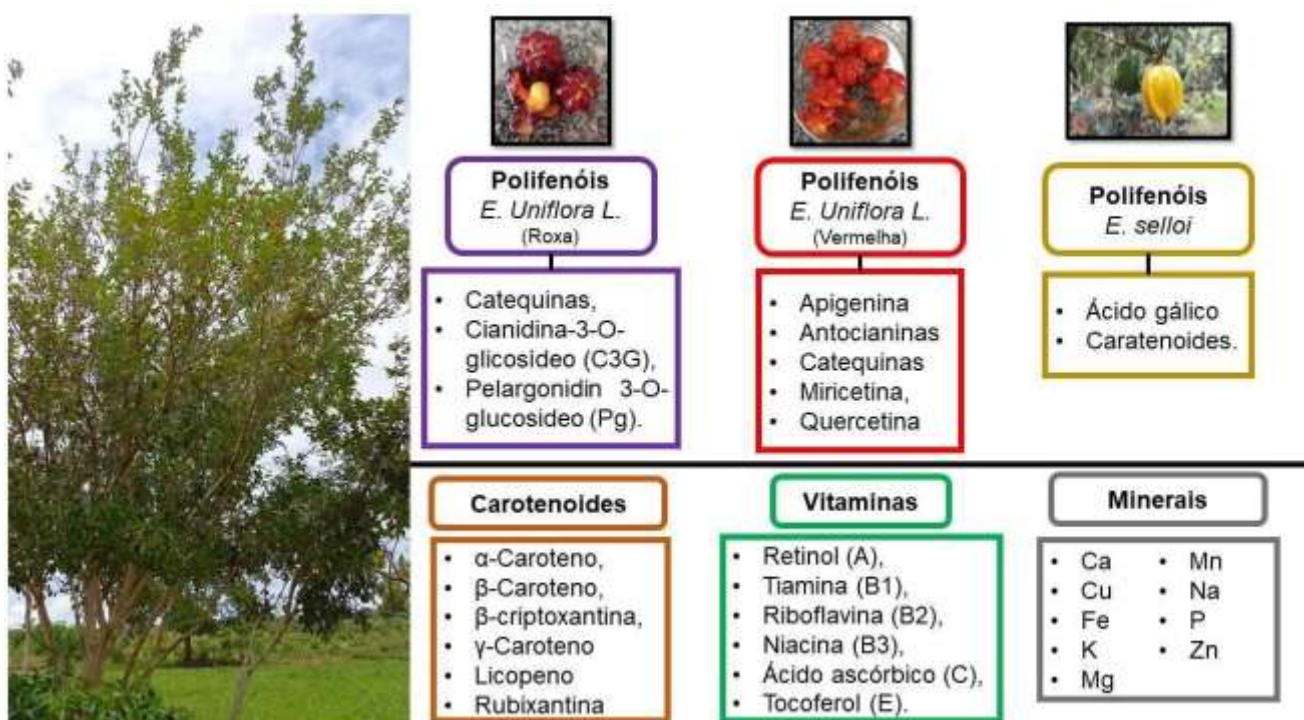 Polifenóis
E. Uniflora L.
(Roxa)
• Catequinas,
• Cianidina-3-O-
glicosideo (C3G),
• Pelargonidin 3-O-
glucosideo (Pg).
Polifenóis
E. Uniflora L.
(Vermelha)
• Apigenina
• Antocianinas
• Catequinas
• Miricetina,
• Quercetina
Polifenóis
E. selloi
• Ácido gálico
• Caratenoides.
Carotenoides
• α-Caroteno,
• β-Caroteno,
• β-criptoxantina,
• γ-Caroteno
• Licopeno
• Rubixantina
Vitaminas
• Retinol (A),
• Tiamina (B1),
• Riboflavina (B2),
• Niacina (B3),
• Ácido ascórbico (C),
• Tocoferol (E).
Minerais
• Ca
• Cu
• Fe
• K
• Mg
• Mn
• Na
• P
• Zn